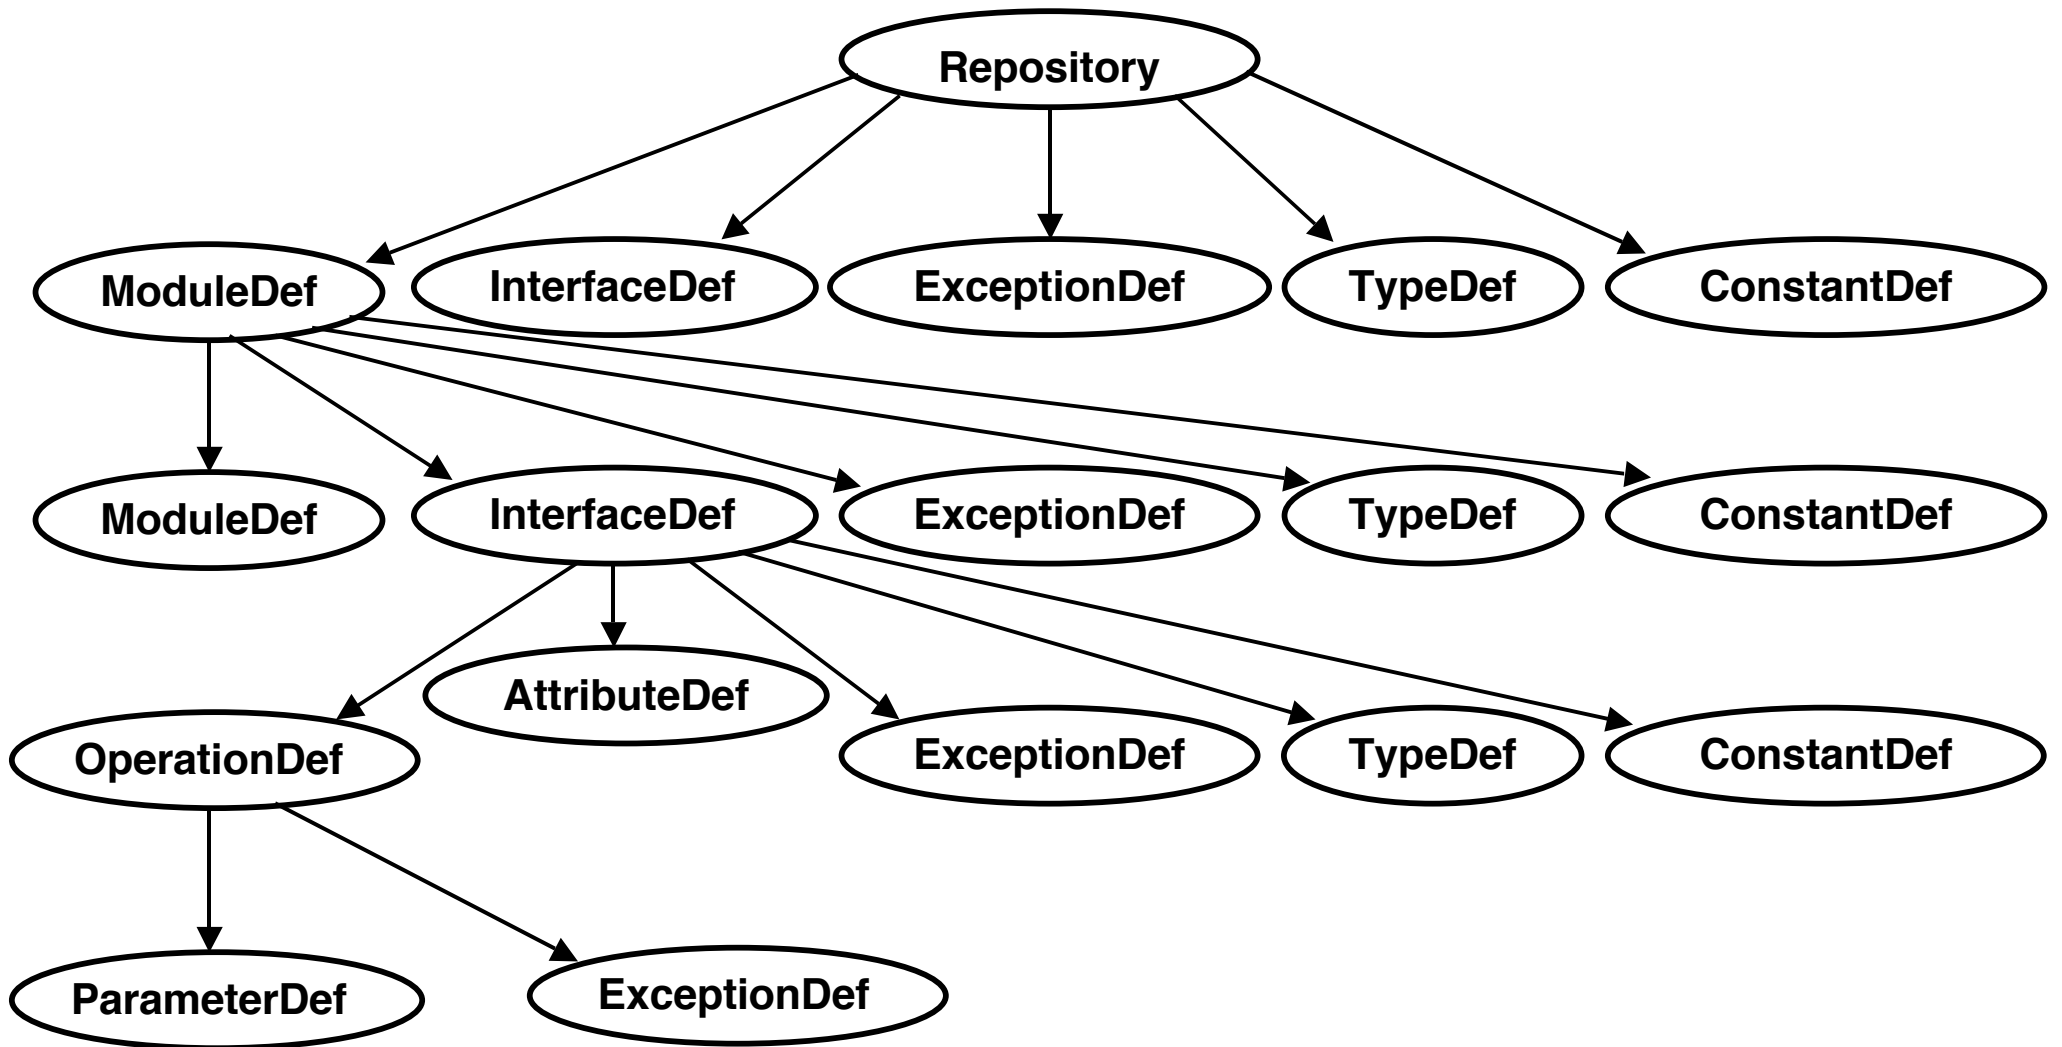 Repository
ModuleDef
InterfaceDef
ExceptionDef
TypeDef
ConstantDef
ModuleDef
InterfaceDef
ExceptionDef
TypeDef
ConstantDef
AttributeDef
OperationDef
ExceptionDef
TypeDef
ConstantDef
ParameterDef
ExceptionDef